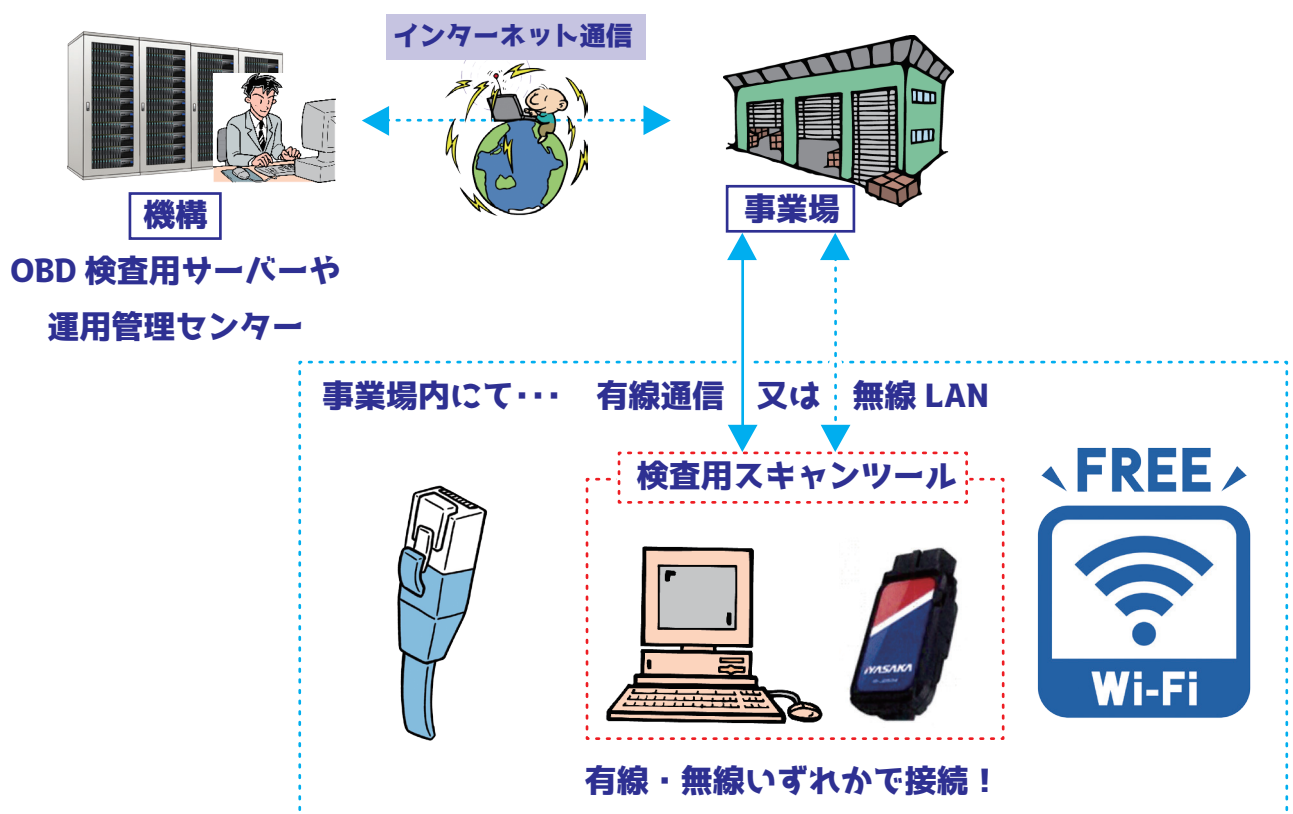 インターネット通信
機構
事業場
OBD 検査用サーバーや
運用管理センター
事業場内にて･･･ 有線通信 又は 無線 LAN
検査用スキャンツール
FREE
iYASAKA
Wi-Fi
有線・無線いずれかで接続！